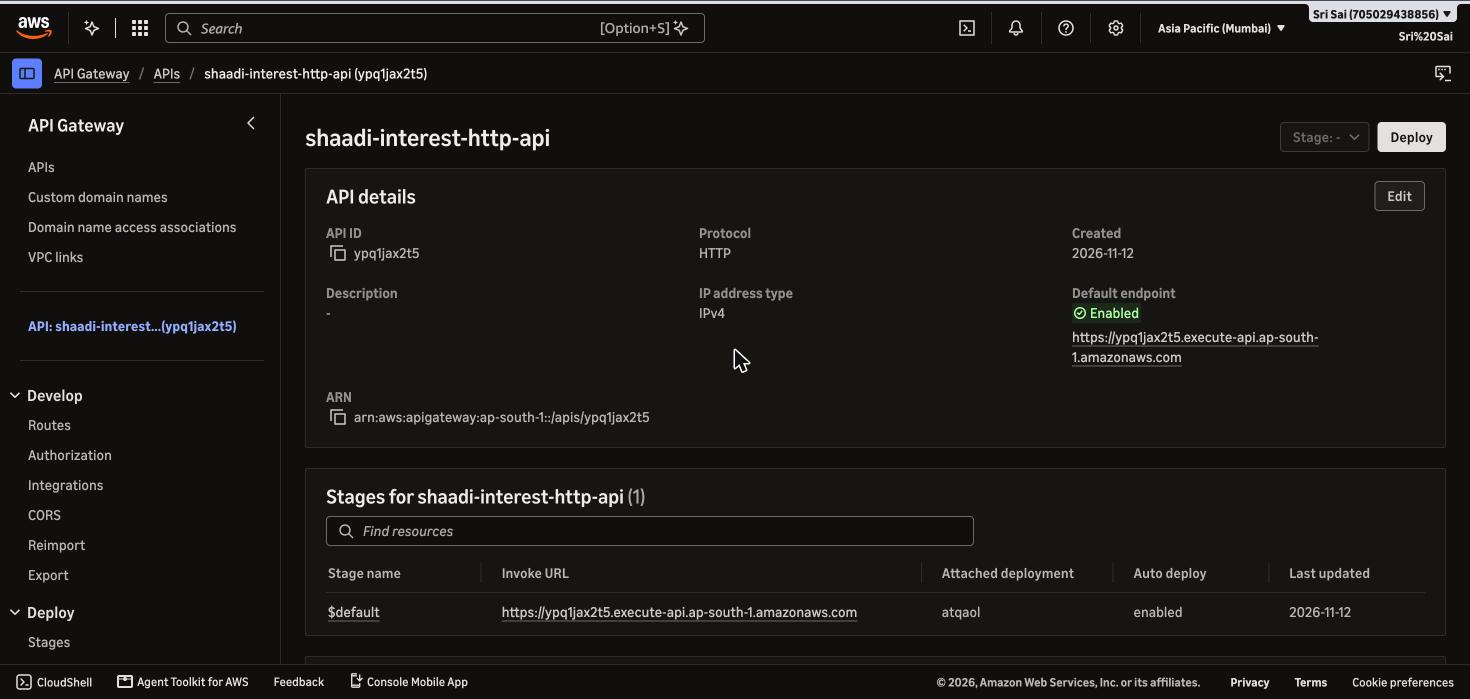 aws
Search [Option+S]
Asia Pacific (Mumbai)
Sri Sai (705029438856)
Sri%20Sai
API Gateway / APIs / shaadi-interest-http-api (ypq1jax2t5)
API Gateway
APIs
Custom domain names
Domain name access associations
VPC links
API: shaadi-interest...(ypq1jax2t5)
Develop
Routes
Authorization
Integrations
CORS
Reimport
Export
Deploy
Stages
shaadi-interest-http-api
Stage: -
Deploy
API details
Edit
API ID
ypq1jax2t5
Protocol
HTTP
Created
2026-11-12
Description
-
IP address type
IPv4
Default endpoint
Enabled
https://ypq1jax2t5.execute-api.ap-south-
1.amazonaws.com
ARN
arn:aws:apigateway:ap-south-1::/apis/ypq1jax2t5
Stages for shaadi-interest-http-api (1)
Find resources
Stage name Invoke URL Attached deployment Auto deploy Last updated
$default https://ypq1jax2t5.execute-api.ap-south-1.amazonaws.com atqaol enabled 2026-11-12
CloudShell Agent Toolkit for AWS Feedback Console Mobile App © 2026, Amazon Web Services, Inc. or its affiliates. Privacy Terms Cookie preferences